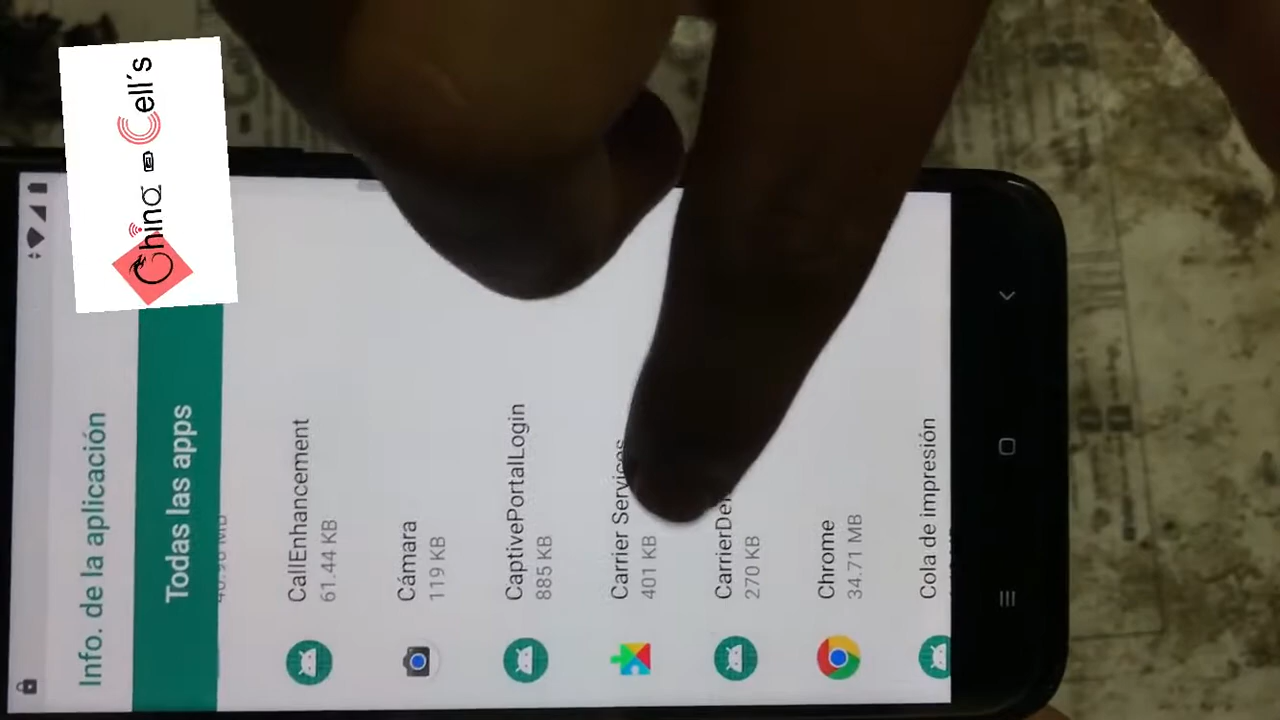 China Cell´s
Info. de la aplicación
Todas las apps
CallEnhancement
61.44 KB
Cámara
119 KB
CaptivePortalLogin
885 KB
Carrier Services
401 KB
270 KB
Chrome
34.71 MB
Cola de impresión